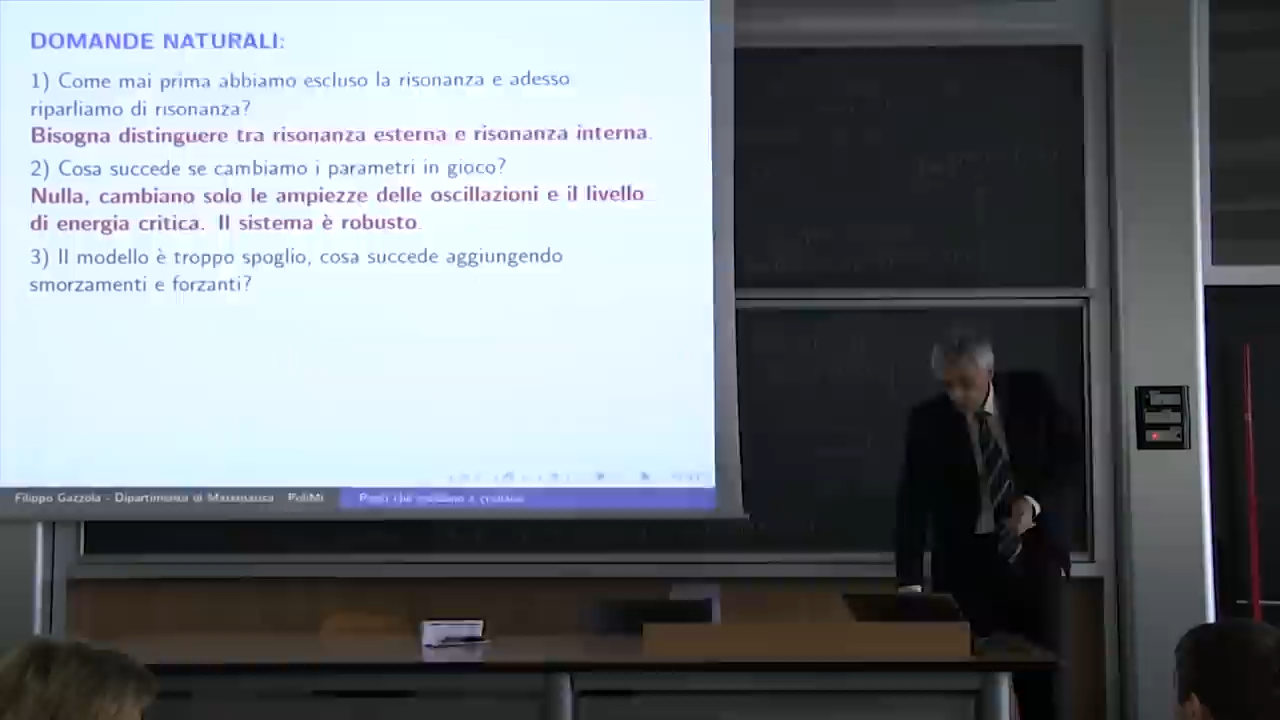 DOMANDE NATURALI:
1) Come mai prima abbiamo escluso la risonanza e adesso
riparliamo di risonanza?
Bisogna distinguere tra risonanza esterna e risonanza interna.
2) Cosa succede se cambiamo i parametri in gioco?
Nulla, cambiano solo le ampiezze delle oscillazioni e il livello
di energia critica. Il sistema è robusto.
3) Il modello è troppo spoglio, cosa succede aggiungendo
smorzamenti e forzanti?
Filippo Gazzola - Dipartimento di Matematica PoliMi
Ponti che